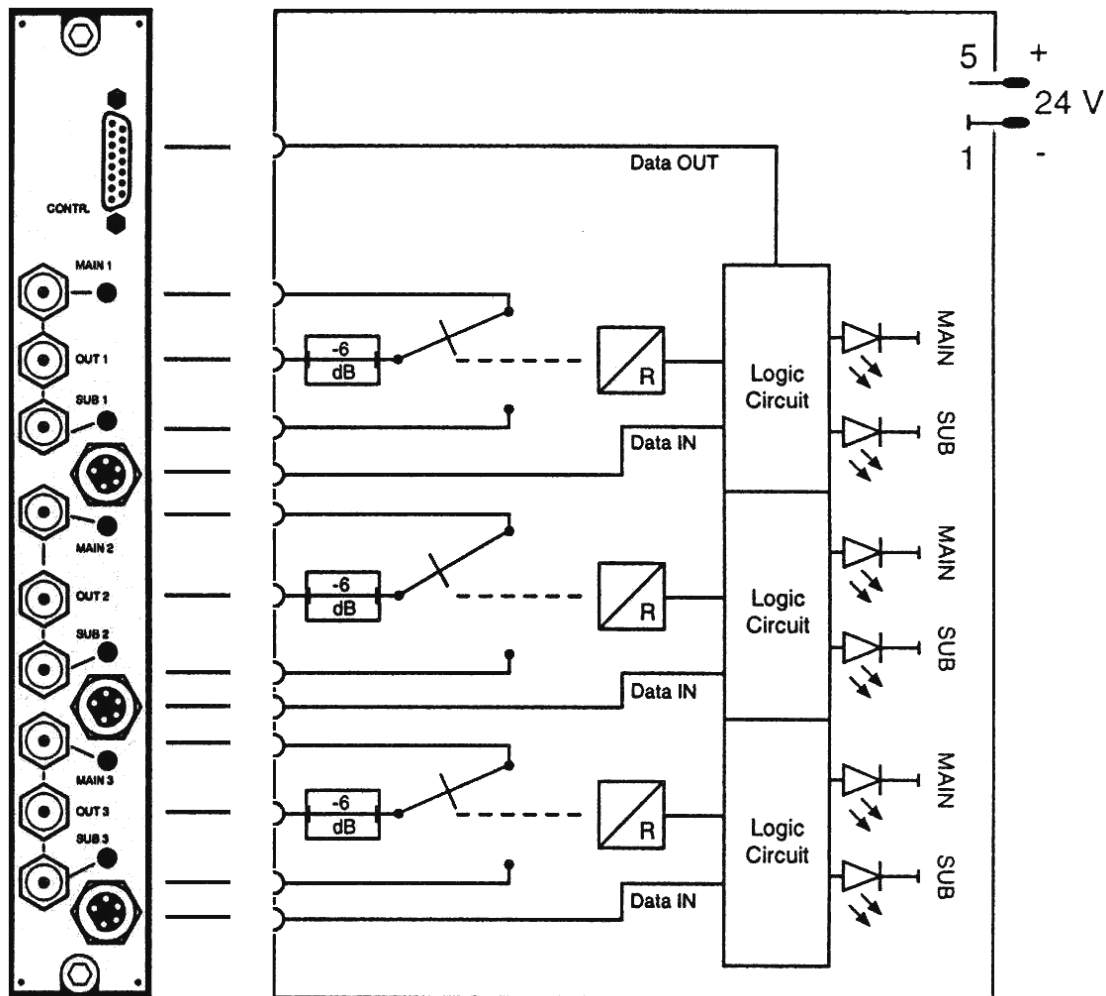 5 +
24 V
1 -
Data OUT
CONTR.
MAIN 1
OUT 1
SUB 1
MAIN 2
OUT 2
SUB 2
MAIN 3
OUT 3
SUB 3
-6
dB
R
Logic
Circuit
MAIN
SUB
Data IN
-6
dB
R
Logic
Circuit
MAIN
SUB
Data IN
-6
dB
R
Logic
Circuit
MAIN
SUB
Data IN